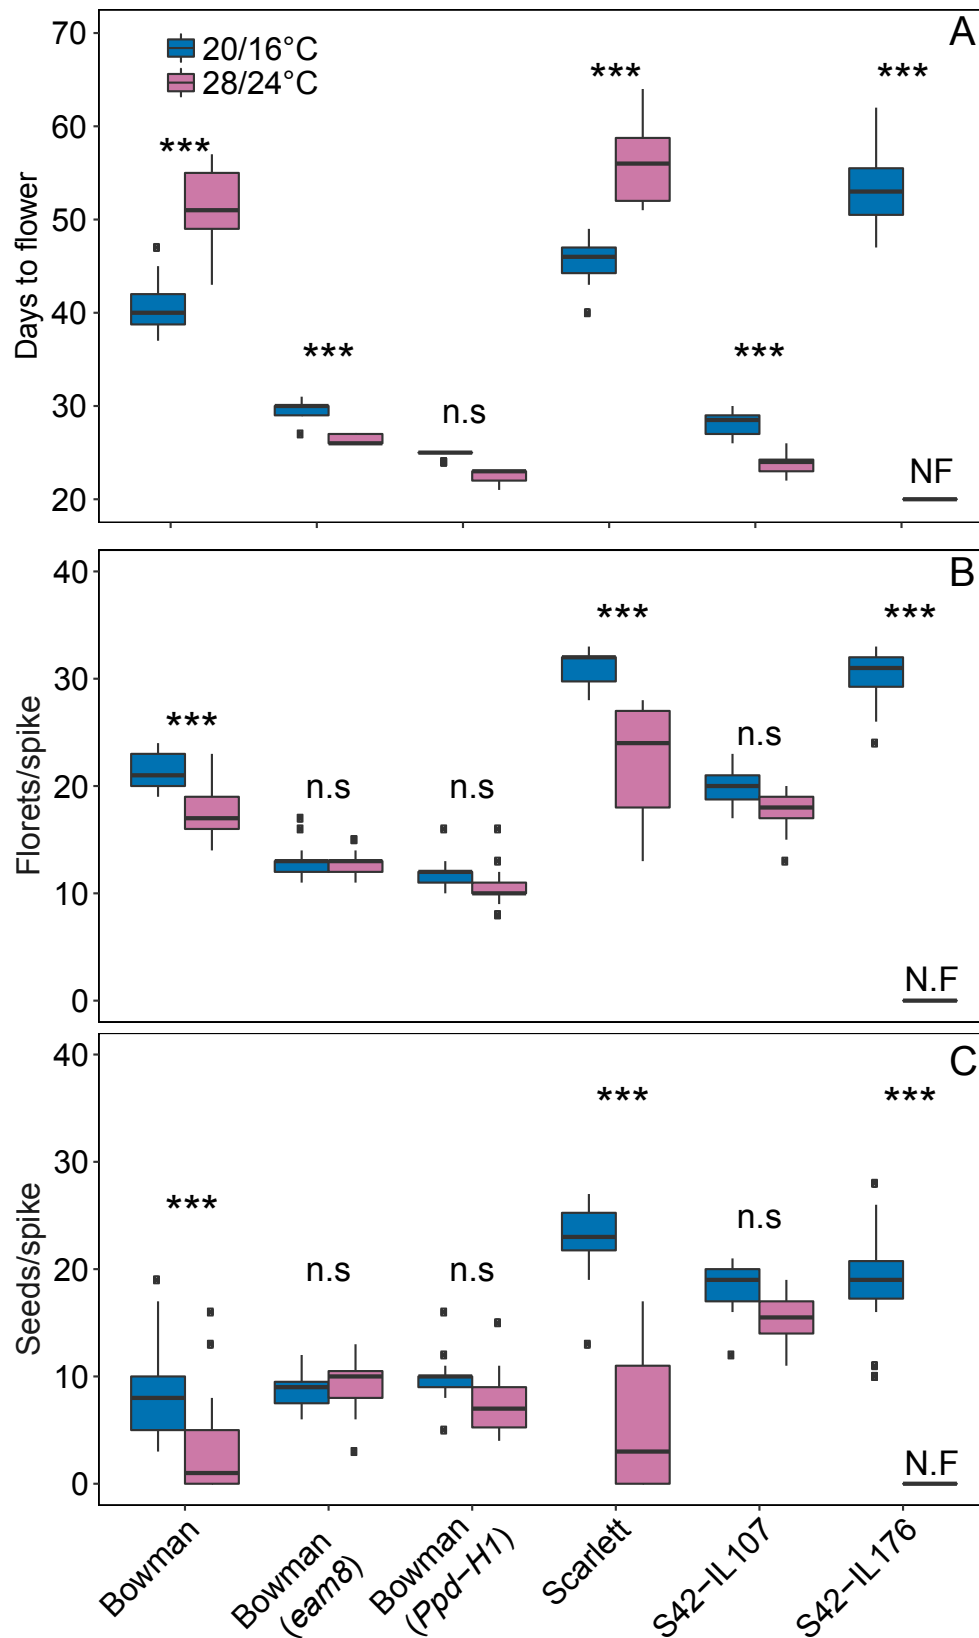 A
20/16°C
28/24°C
Days to flower
70
60
50
40
30
20
***
***
n.s
***
***
***
NF
B
Florets/spike
40
30
20
10
0
***
n.s
n.s
***
n.s
***
N.F
C
Seeds/spike
40
30
20
10
0
***
n.s
n.s
***
n.s
***
N.F
Bowman
Bowman
(eam8)
Bowman
(Ppd−H1)
Scarlett
S42−IL107
S42−IL176